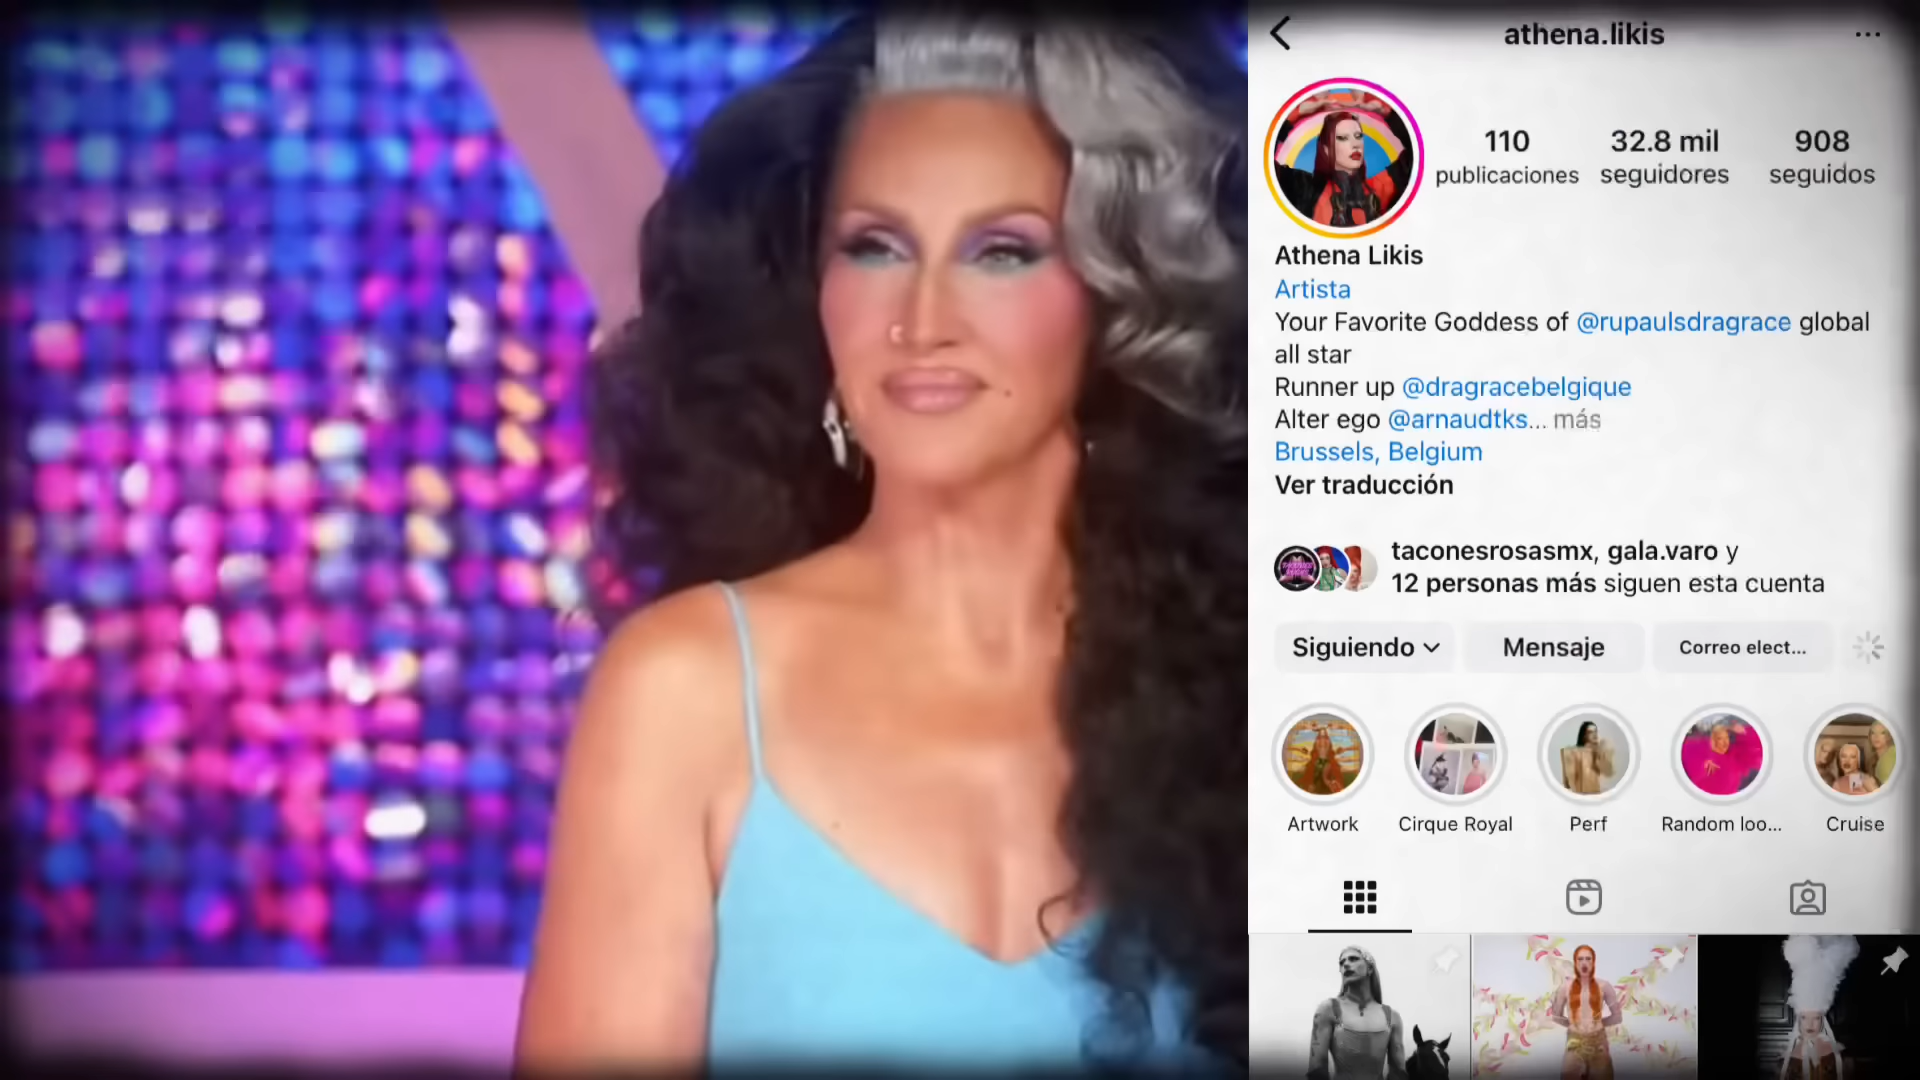 athena.likis
110
publicaciones
32.8 mil
seguidores
908
seguidos
Athena Likis
Artista
Your Favorite Goddess of @rupaulsdragrace global
all star
Runner up @dragracebelgique
Alter ego @arnaudtks... más
Brussels, Belgium
Ver traducción
taconesrosasmx, gala.varo y
12 personas más siguen esta cuenta
Siguiendo
Mensaje
Correo elect...
Artwork
Cirque Royal
Perf
Random loo...
Cruise